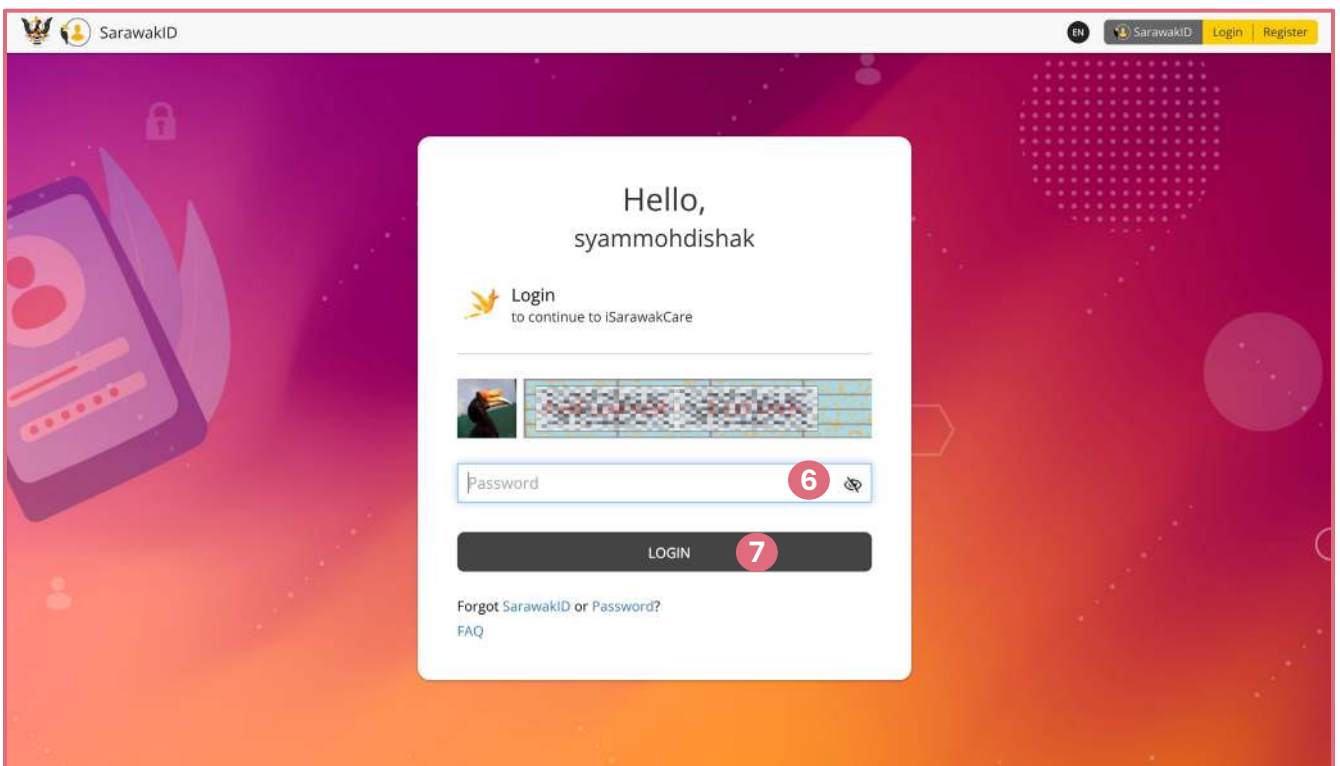 SarawakID
EN
SarawakID Login Register
Hello,
syammohdishak
Login
to continue to iSarawakCare
Password 6
LOGIN 7
Forgot SarawakID or Password?
FAQ